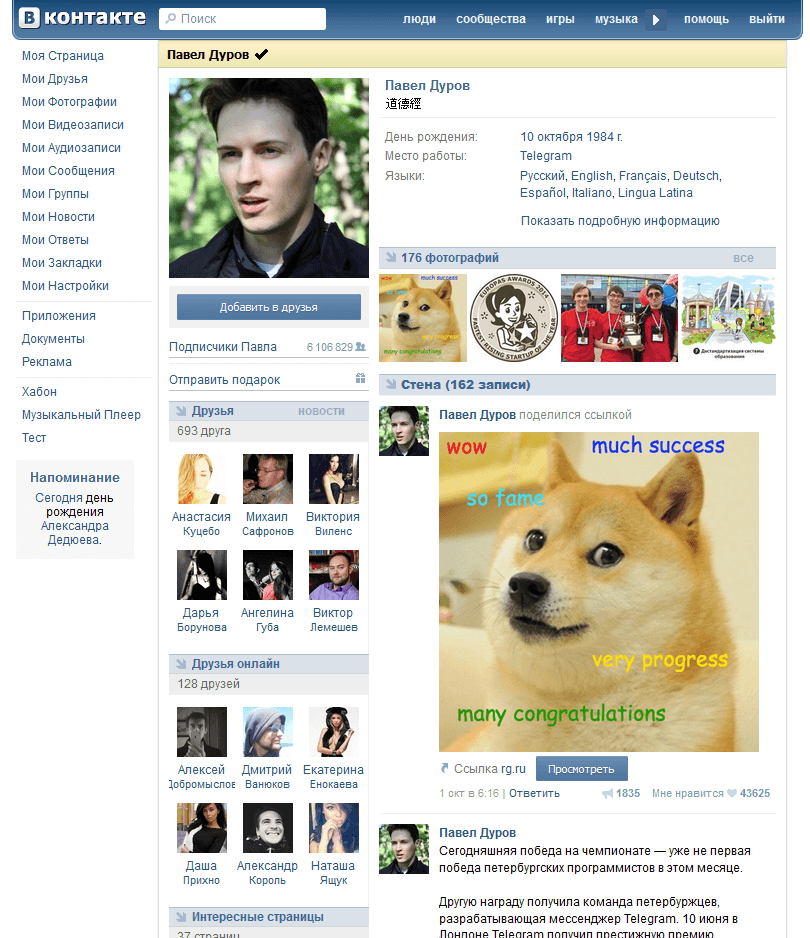 В контакте
Поиск
люди сообщества игры музыка помощь выйти
Моя Страница
Мои Друзья
Мои Фотографии
Мои Видеозаписи
Мои Аудиозаписи
Мои Сообщения
Мои Группы
Мои Новости
Мои Ответы
Мои Закладки
Мои Настройки
Приложения
Документы
Реклама
Хабон
Музыкальный Плеер
Тест
Напоминание
Сегодня день
рождения
Александра
Дедюева.
Павел Дуров
Добавить в друзья
Подписчики Павла 6 106 829
Отправить подарок
Друзья новости
693 друга
Анастасия Михаил Виктория
Куцебо Сафронов Виленс
Дарья Ангелина Виктор
Борунова Губа Лемешев
Друзья онлайн
128 друзей
Алексей Дмитрий Екатерина
Добромыслов Ванюков Енокаева
Даша Александр Наташа
Прихно Король Ящук
Интересные страницы
37 страниц
Павел Дуров
道德經
День рождения: 10 октября 1984 г.
Место работы: Telegram
Языки: Русский, English, Français, Deutsch,
Español, Italiano, Lingua Latina
Показать подробную информацию
176 фотографий все
wow much success
very progress
many congratulations
EUROPAS AWARDS 2014
FASTEST RISING STARTUP OF THE YEAR
Дистандартизация системы
образования
Стена (162 записи)
Павел Дуров поделился ссылкой
wow much success
so fame
very progress
many congratulations
Ссылка rg.ru Просмотреть
1 окт в 6:16 | Ответить 1835 Мне нравится 43625
Павел Дуров
Сегодняшняя победа на чемпионате — уже не первая
победа петербургских программистов в этом месяце.
Другую награду получила команда петербуржцев,
разрабатывающая мессенджер Telegram. 10 июня в
Лондоне Telegram получил престижную премию